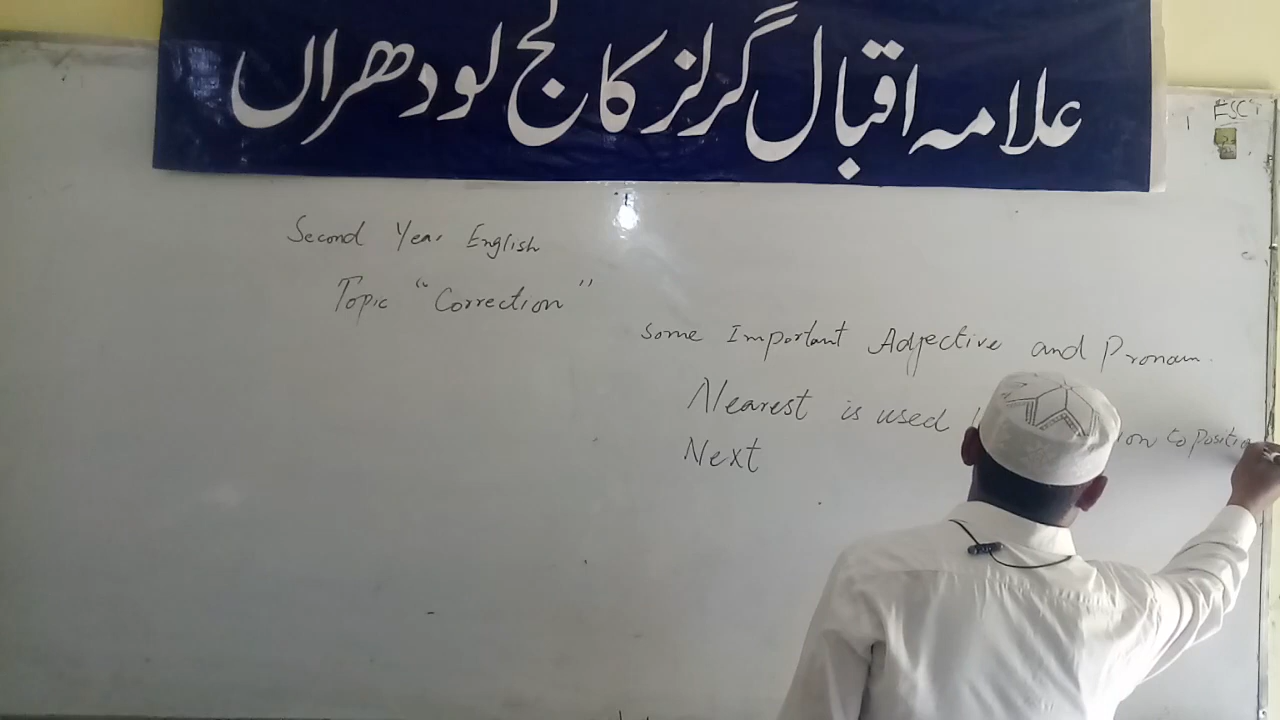 علامہ اقبال گرلز کالج لودھراں
Second Year English
Topic "Correction"
Some Important Adjective and Pronoun.
Nearest is used to position
Next